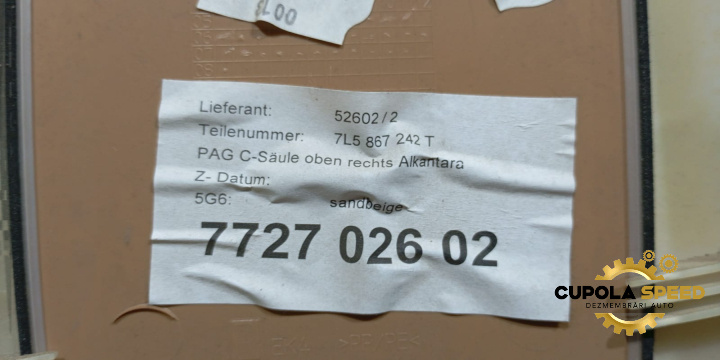 Lieferant: 52602/2
Teilenummer: 7L5 867 242 T
PAG C-Säule oben rechts Alkantara
Z- Datum:
5G6: sandbeige
7727 026 02
CUPOLA SPEED
DEZMEMBRĂRI AUTO